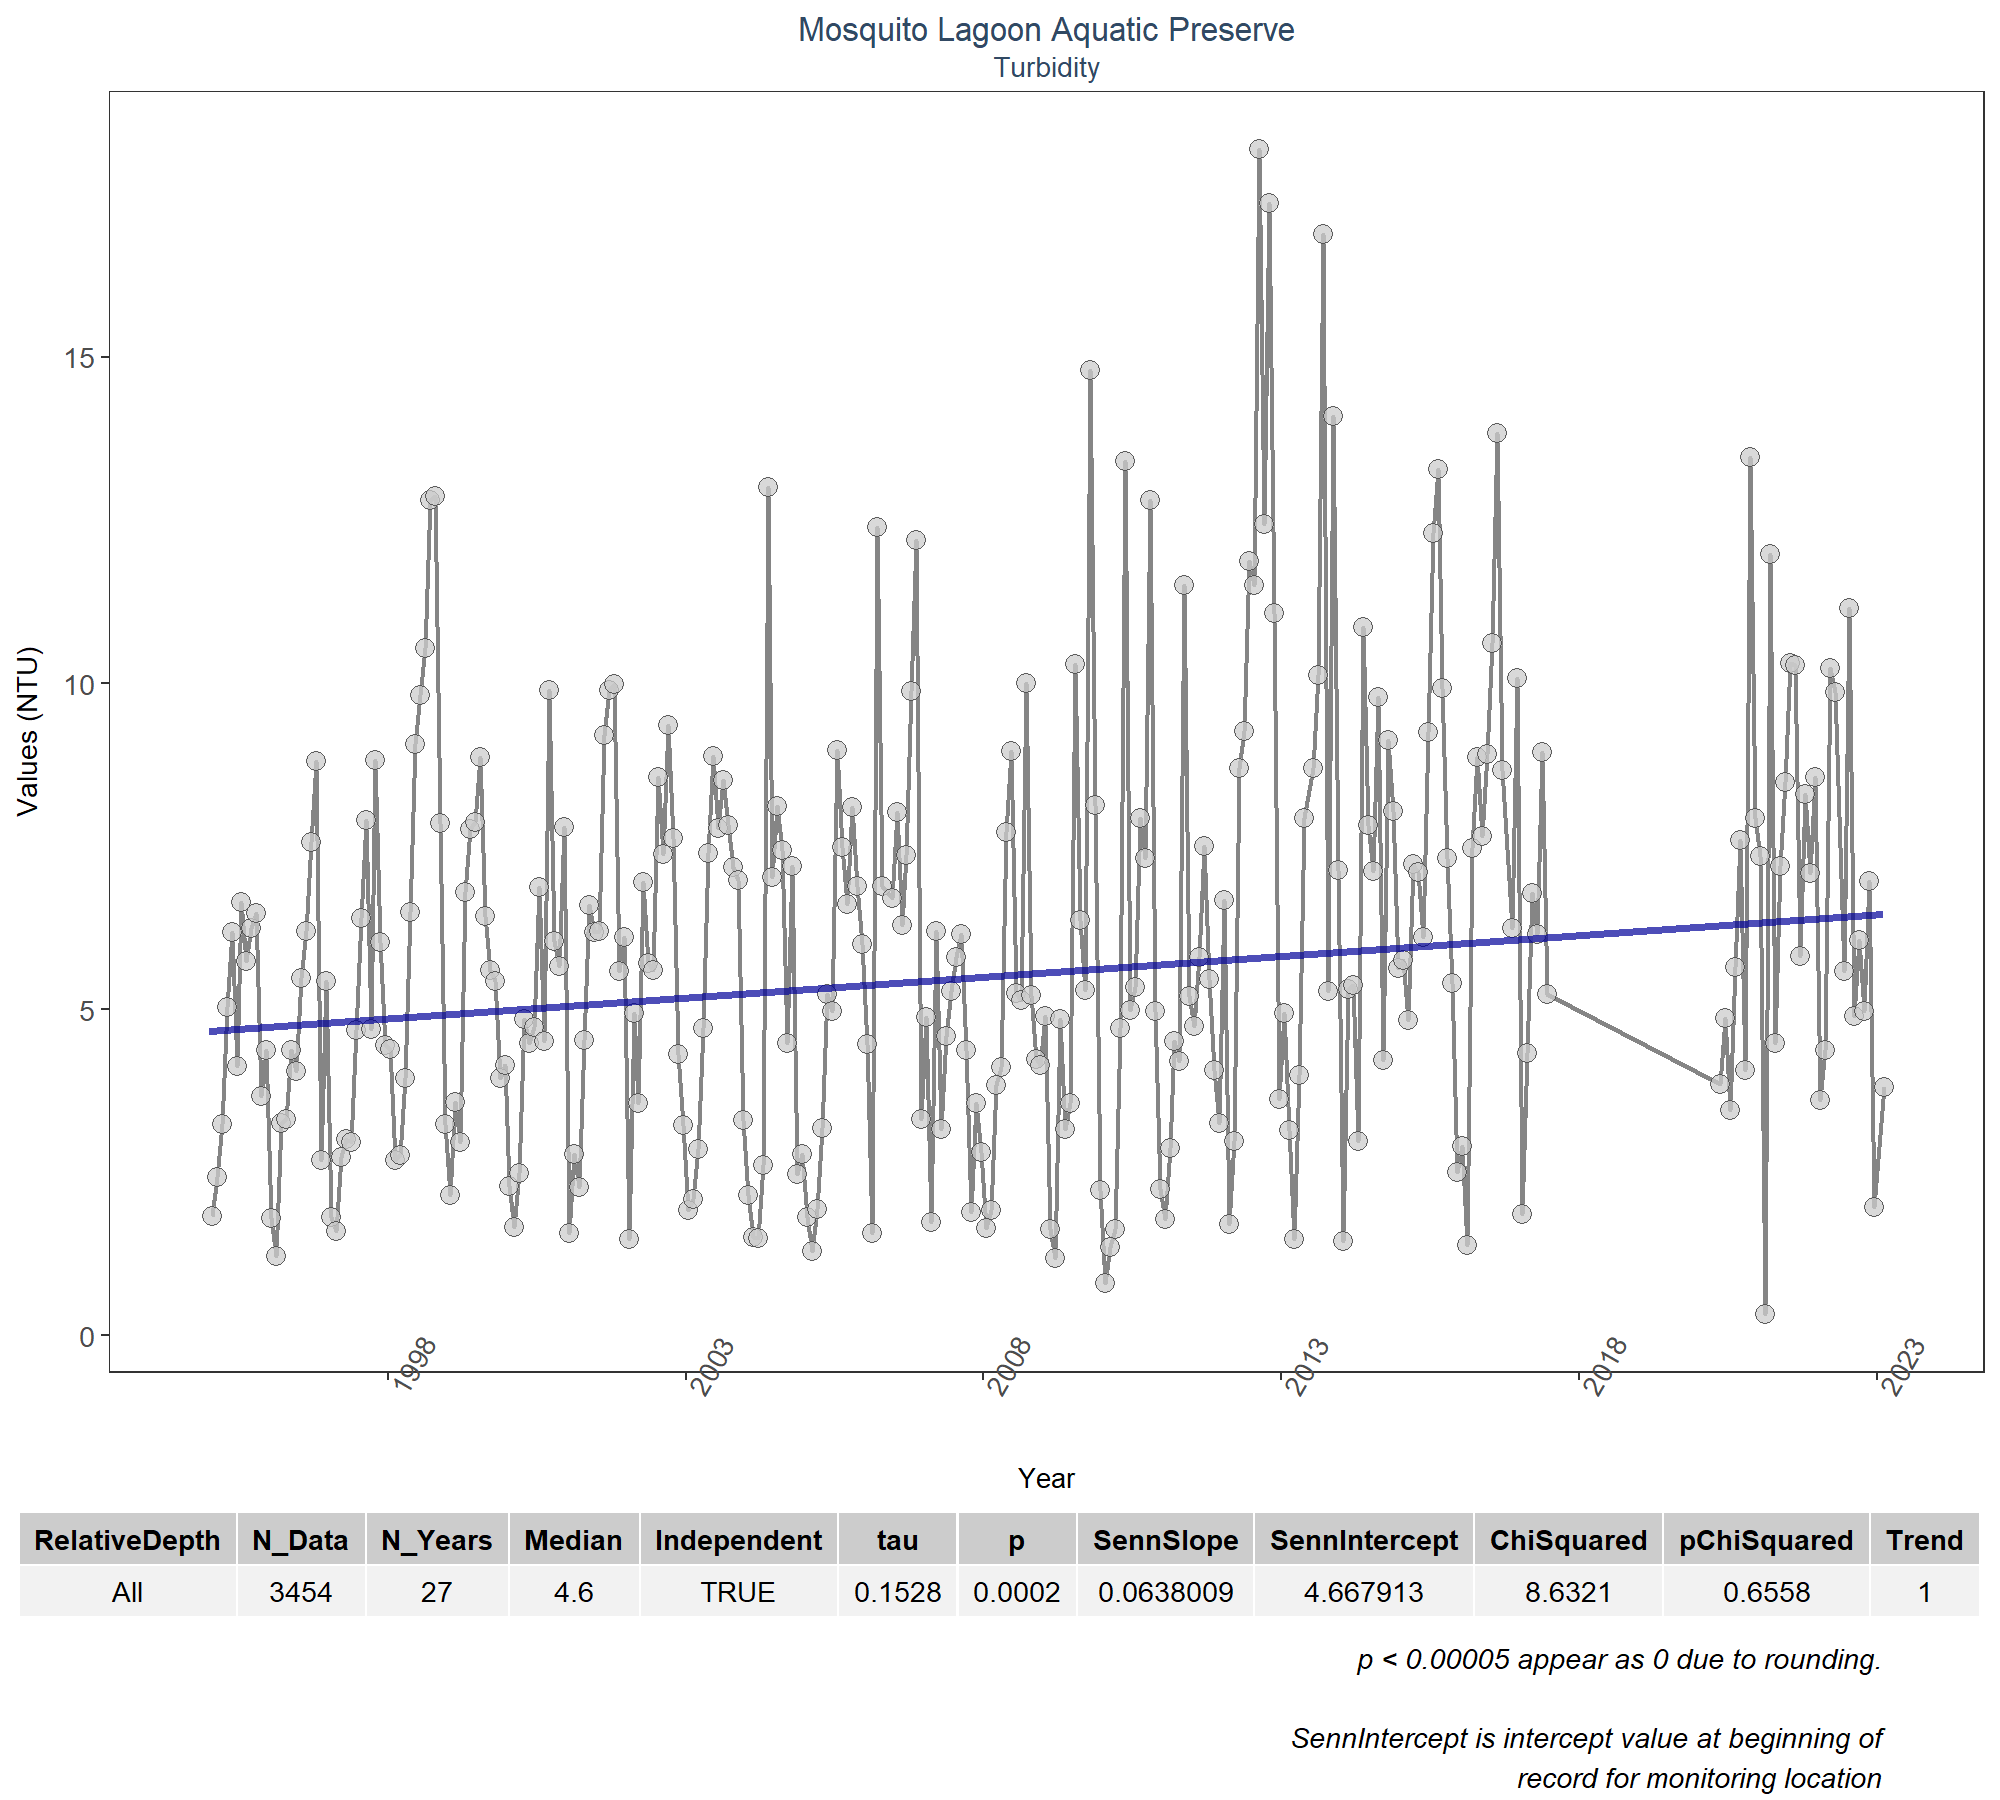 Mosquito Lagoon Aquatic Preserve
Turbidity
Values (NTU)
15
10
5
0
1998 2003 2008 2013 2018 2023
Year
RelativeDepth N_Data N_Years Median Independent tau p SennSlope SennIntercept ChiSquared pChiSquared Trend
All 3454 27 4.6 TRUE 0.1528 0.0002 0.0638009 4.667913 8.6321 0.6558 1
p < 0.00005 appear as 0 due to rounding.
SennIntercept is intercept value at beginning of
record for monitoring location